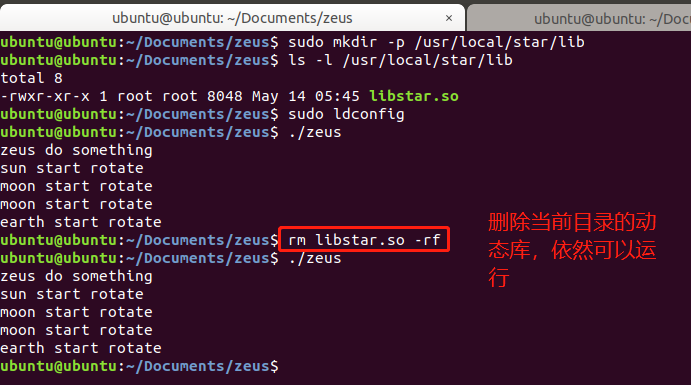 ubuntu@ubuntu: ~/Documents/zeus
ubuntu@ubuntu: ~/Docu
ubuntu@ubuntu:~/Documents/zeus$ sudo mkdir -p /usr/local/star/lib
ubuntu@ubuntu:~/Documents/zeus$ ls -l /usr/local/star/lib
total 8
-rwxr-xr-x 1 root root 8048 May 14 05:45 libstar.so
ubuntu@ubuntu:~/Documents/zeus$ sudo ldconfig
ubuntu@ubuntu:~/Documents/zeus$ ./zeus
zeus do something
sun start rotate
moon start rotate
moon start rotate
earth start rotate
ubuntu@ubuntu:~/Documents/zeus$ rm libstar.so -rf
ubuntu@ubuntu:~/Documents/zeus$ ./zeus
zeus do something
sun start rotate
moon start rotate
moon start rotate
earth start rotate
ubuntu@ubuntu:~/Documents/zeus$
删除当前目录的动
态库，依然可以运
行